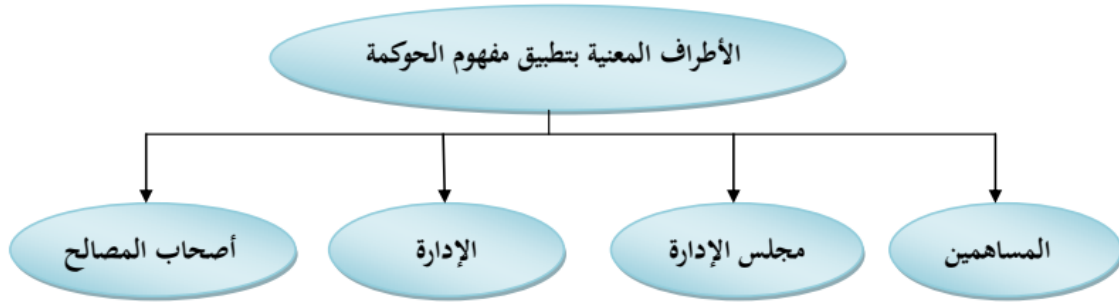 الأطراف المعنية بتطبيق مفهوم الحوكمة
المساهمين
مجلس الإدارة
الإدارة
أصحاب المصالح